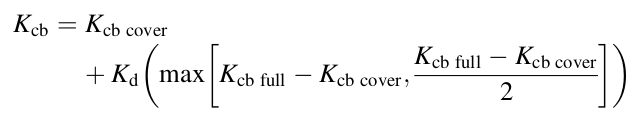 K_cb = K_cb cover
+ K_d ( max [ K_cb full − K_cb cover, (K_cb full − K_cb cover) / 2 ] )